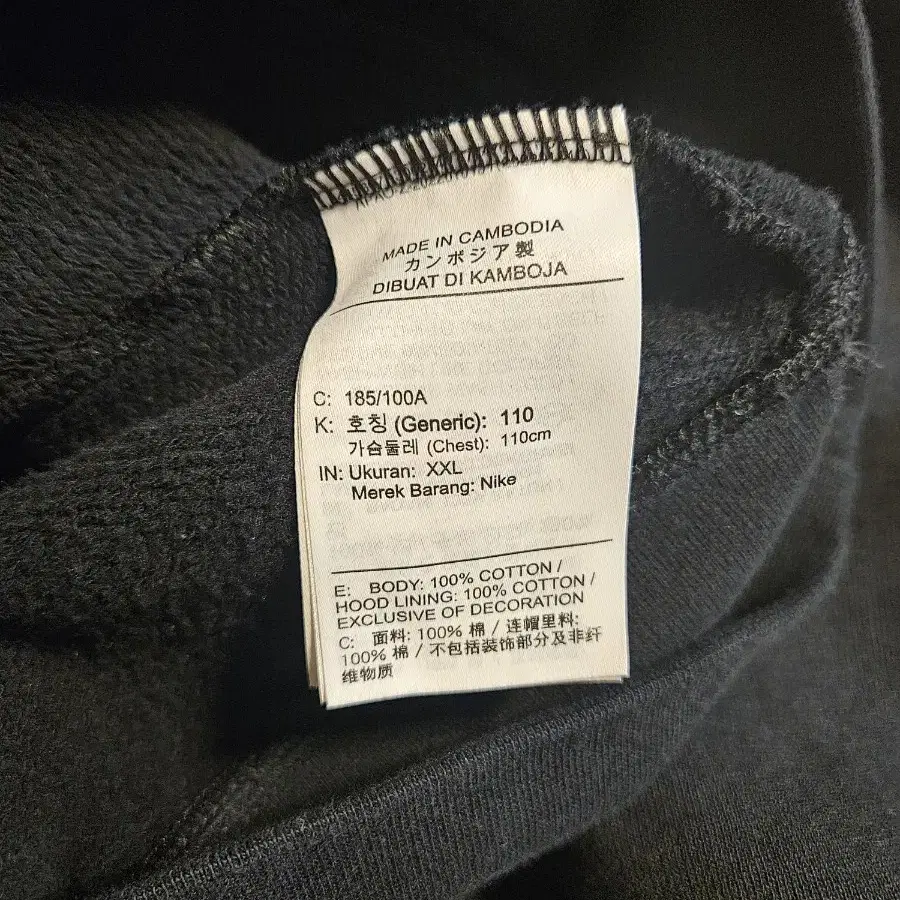 MADE IN CAMBODIA
カンボジア製
DIBUAT DI KAMBOJA
C: 185/100A
K: 호칭 (Generic): 110
가슴둘레 (Chest): 110cm
IN: Ukuran: XXL
Merek Barang: Nike
E: BODY: 100% COTTON /
HOOD LINING: 100% COTTON /
EXCLUSIVE OF DECORATION
C: 面料: 100% 棉 / 连帽里料:
100% 棉 / 不包括装饰部分及非纤
维物质